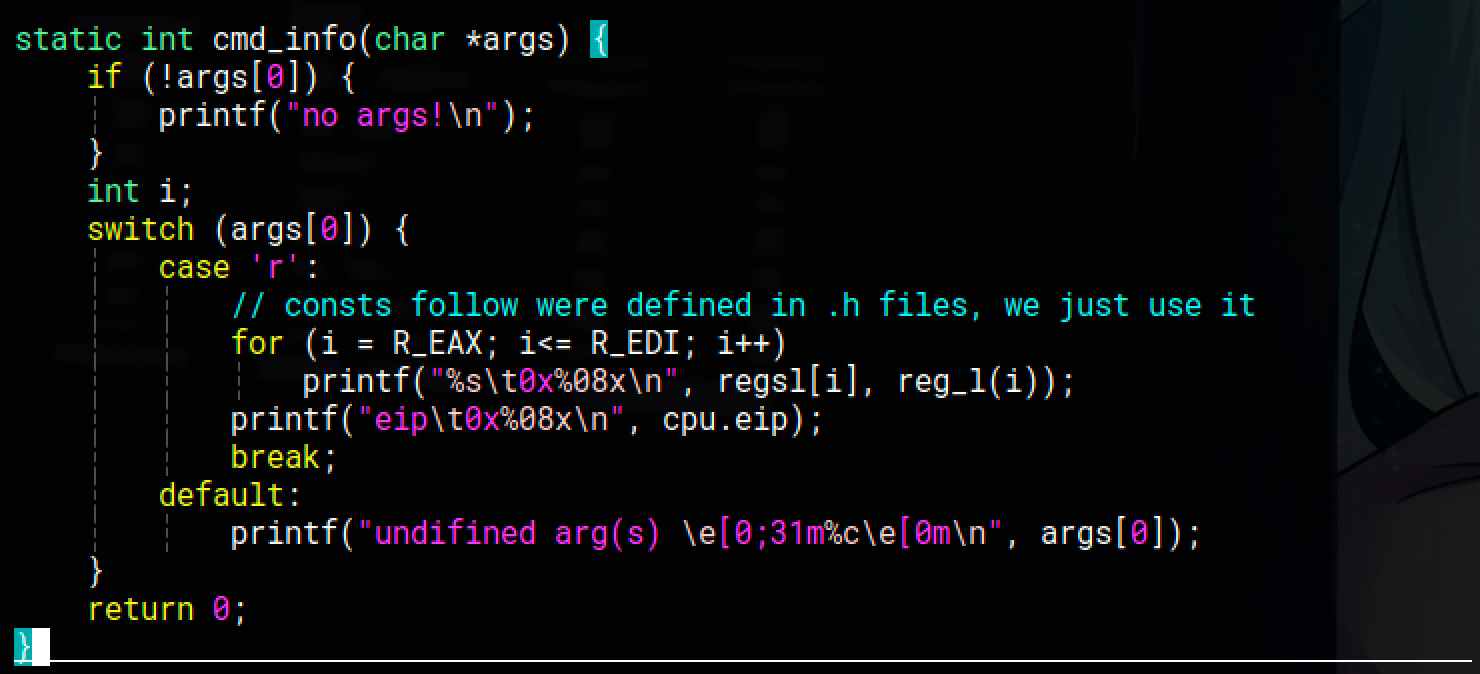 static int cmd_info(char *args) {
    if (!args[0]) {
        printf("no args!\n");
    }
    int i;
    switch (args[0]) {
        case 'r':
            // consts follow were defined in .h files, we just use it
            for (i = R_EAX; i<= R_EDI; i++)
                printf("%s\t0x%08x\n", regsl[i], reg_l(i));
            printf("eip\t0x%08x\n", cpu.eip);
            break;
        default:
            printf("undifined arg(s) \e[0;31m%c\e[0m\n", args[0]);
    }
    return 0;
}